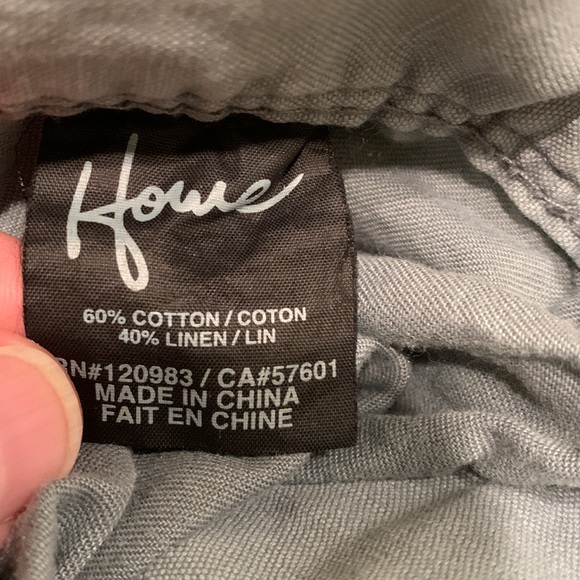 Howe
60% COTTON / COTON
40% LINEN / LIN
RN#120983 / CA#57601
MADE IN CHINA
FAIT EN CHINE